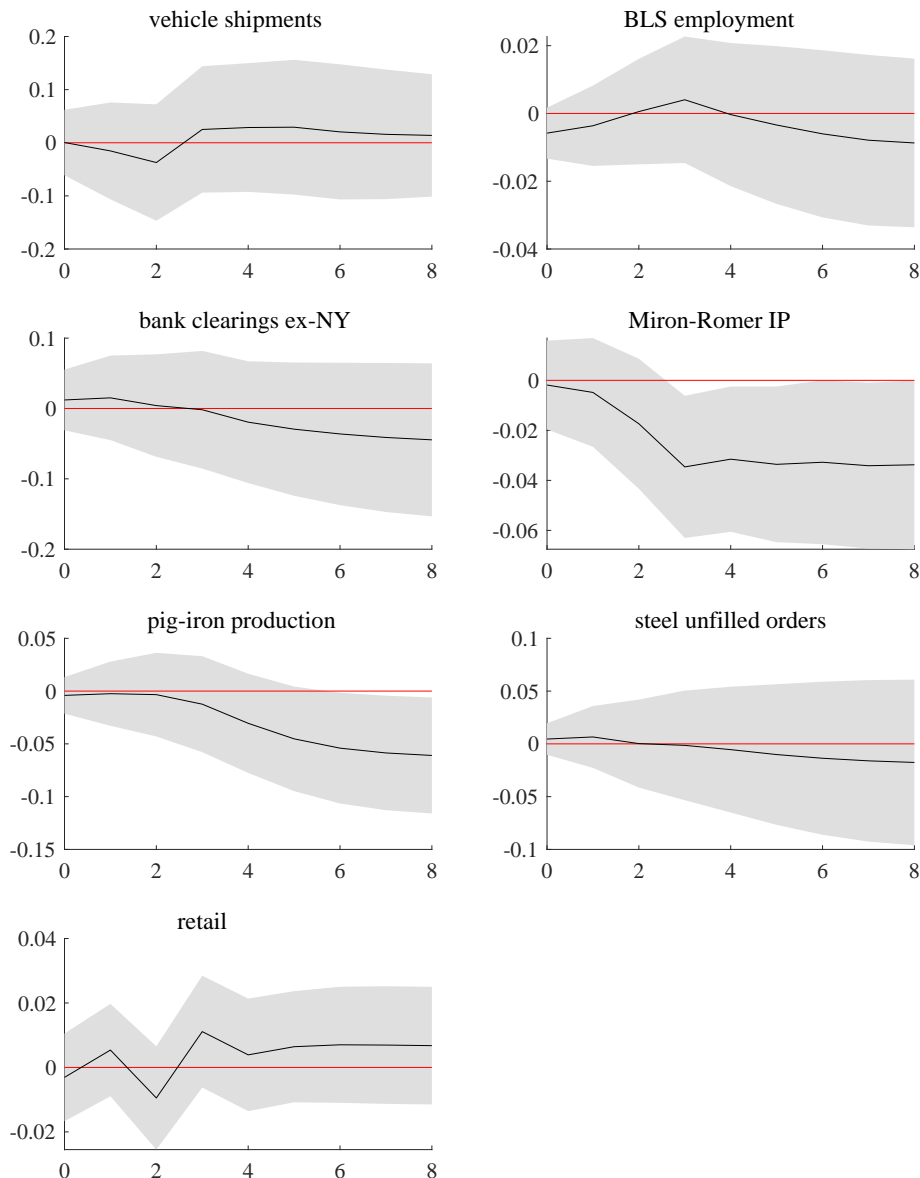 vehicle shipments
0.2
0.1
0
-0.1
-0.2
0 2 4 6 8
BLS employment
0.02
0
-0.02
-0.04
0 2 4 6 8
bank clearings ex-NY
0.1
0
-0.1
-0.2
0 2 4 6 8
Miron-Romer IP
0
-0.02
-0.04
-0.06
0 2 4 6 8
pig-iron production
0.05
0
-0.05
-0.1
-0.15
0 2 4 6 8
steel unfilled orders
0.1
0.05
0
-0.05
-0.1
0 2 4 6 8
retail
0.04
0.02
0
-0.02
0 2 4 6 8